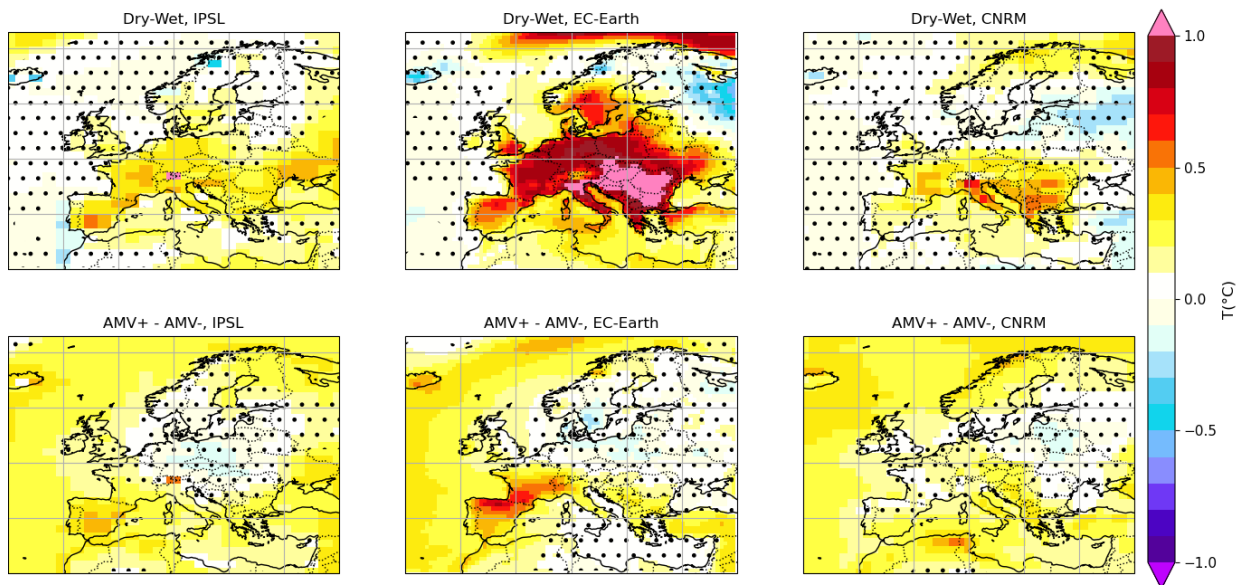 Dry-Wet, IPSL
Dry-Wet, EC-Earth
Dry-Wet, CNRM
AMV+ - AMV-, IPSL
AMV+ - AMV-, EC-Earth
AMV+ - AMV-, CNRM
1.0
0.5
0.0
−0.5
−1.0
T(°C)